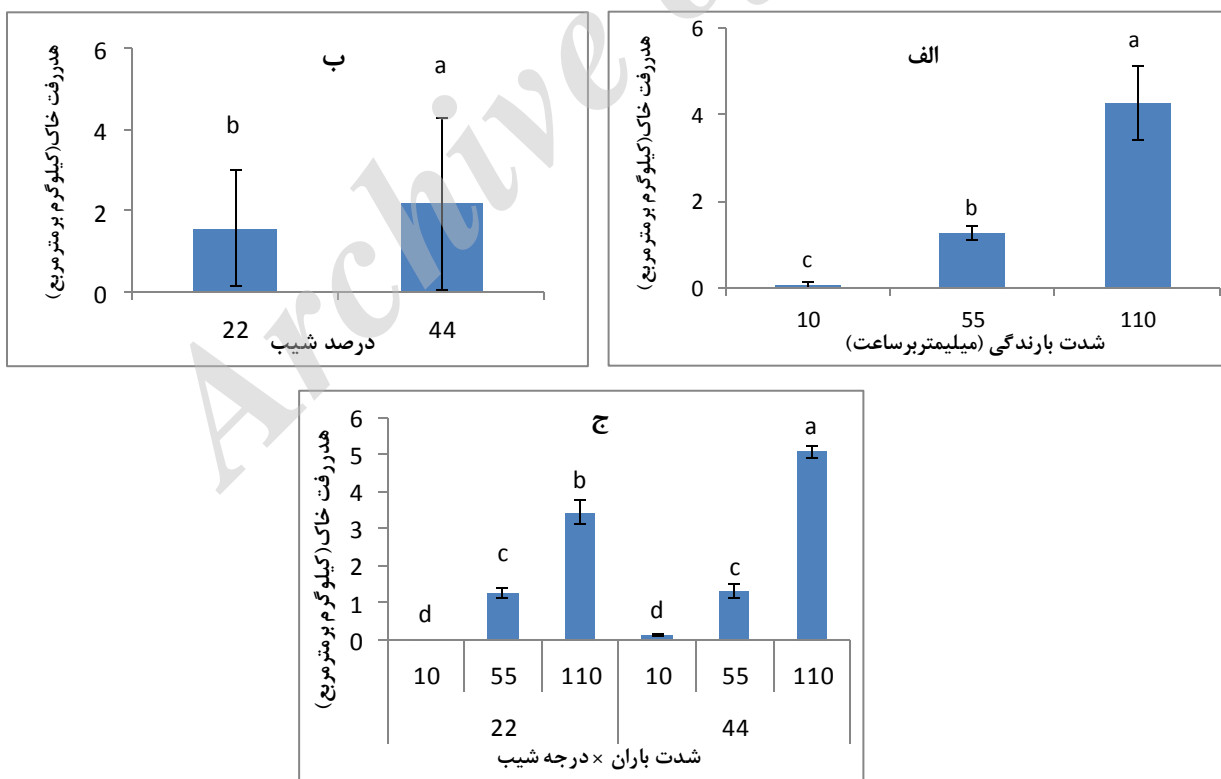 الف
هدررفت خاک(کیلوگرم برمترمربع)
6
4
2
0
c
b
a
10 55 110
شدت بارندگی (میلیمتربرساعت)
ب
هدررفت خاک(کیلوگرم برمترمربع)
6
4
2
0
b
a
22 44
درصد شیب
ج
هدررفت خاک(کیلوگرم برمترمربع)
6
5
4
3
2
1
0
d
c
b
d
c
a
10 55 110 10 55 110
22 44
شدت باران × درجه شیب
Archive of